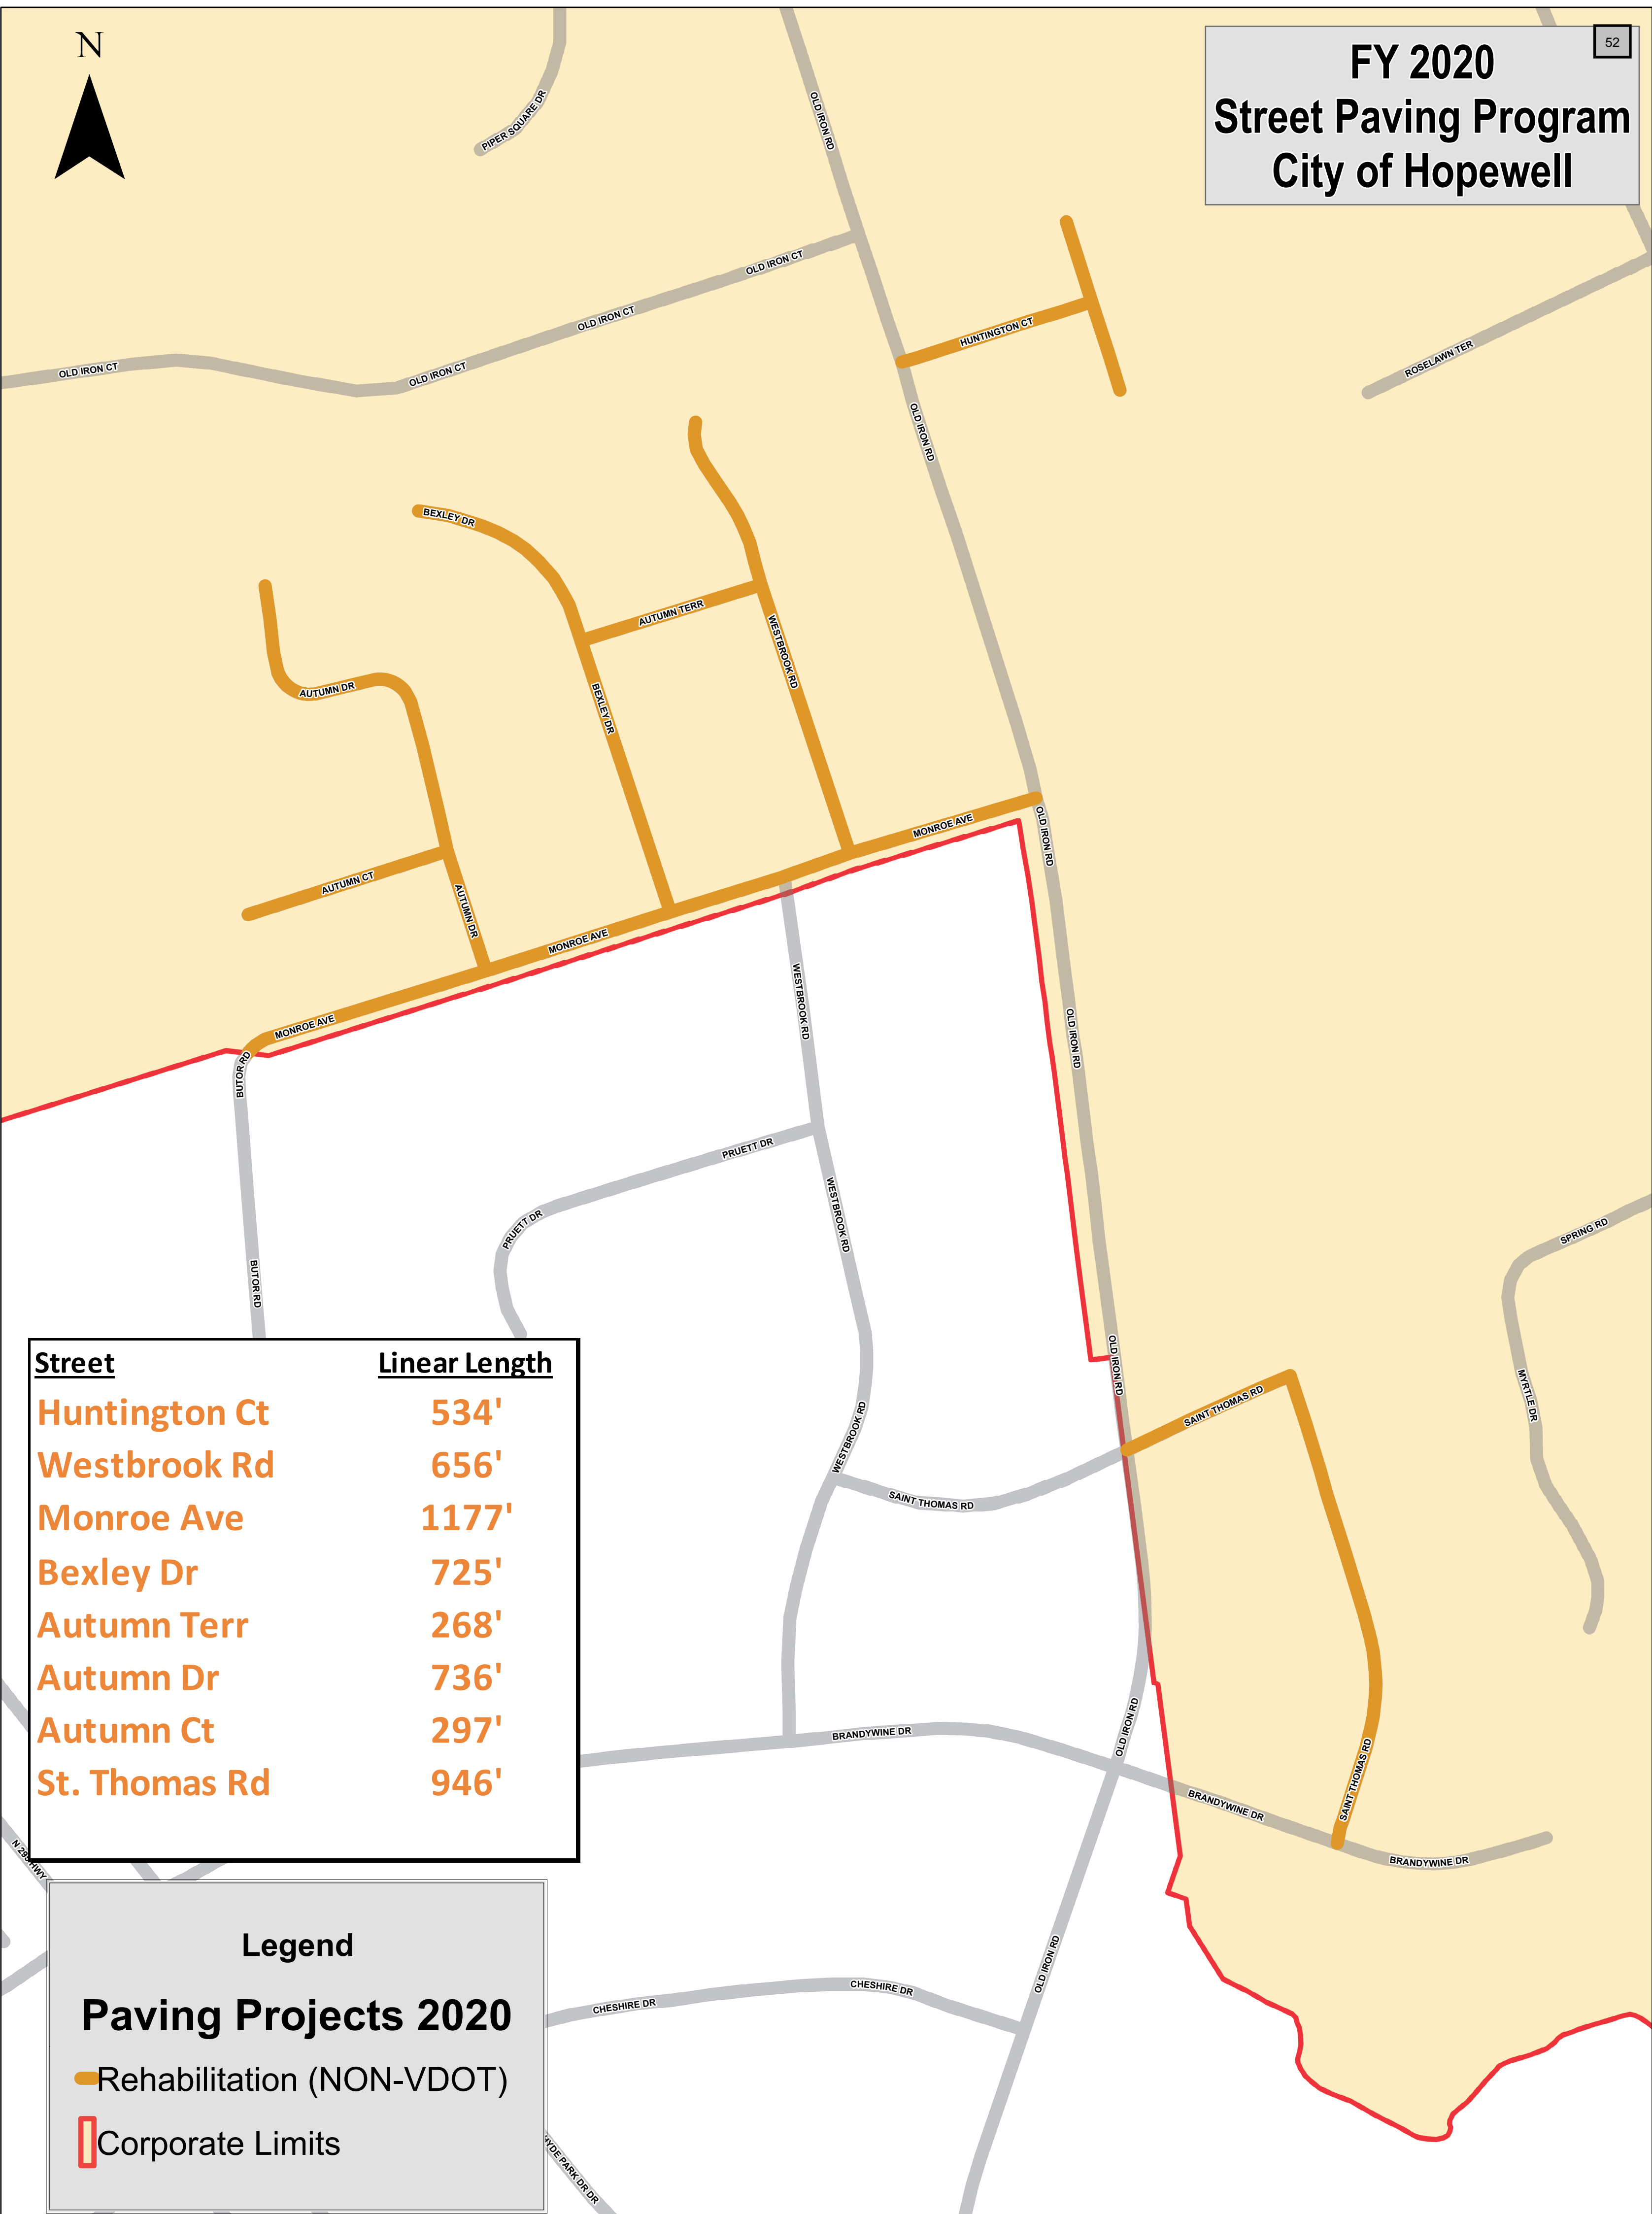 N
52
FY 2020
Street Paving Program
City of Hopewell
PIPER SQUARE DR
OLD IRON RD
OLD IRON CT
OLD IRON CT
OLD IRON CT
OLD IRON CT
HUNTINGTON CT
ROSELAWN TER
OLD IRON RD
BEXLEY DR
AUTUMN TERR
WESTBROOK RD
AUTUMN DR
BEXLEY DR
MONROE AVE
OLD IRON RD
AUTUMN CT
AUTUMN DR
MONROE AVE
WESTBROOK RD
OLD IRON RD
MONROE AVE
BUTOR RD
PRUETT DR
WESTBROOK RD
PRUETT DR
SPRING RD
BUTOR RD
OLD IRON RD
MYRTLE DR
SAINT THOMAS RD
WESTBROOK RD
SAINT THOMAS RD
Street Linear Length
Huntington Ct 534'
Westbrook Rd 656'
Monroe Ave 1177'
Bexley Dr 725'
Autumn Terr 268'
Autumn Dr 736'
Autumn Ct 297'
St. Thomas Rd 946'
BRANDYWINE DR
OLD IRON RD
SAINT THOMAS RD
BRANDYWINE DR
BRANDYWINE DR
N 295 HWY
OLD IRON RD
CHESHIRE DR
CHESHIRE DR
Legend
Paving Projects 2020
Rehabilitation (NON-VDOT)
Corporate Limits
HYDE PARK DR DR